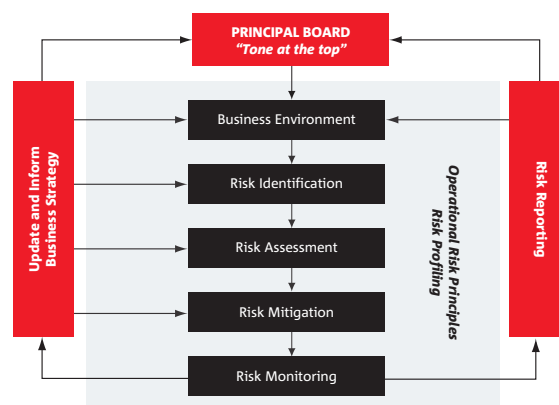 PRINCIPAL BOARD
“Tone at the top”
Update and Inform
Business Strategy
Business Environment
Risk Identification
Risk Assessment
Risk Mitigation
Risk Monitoring
Operational Risk Principles
Risk Profiling
Risk Reporting